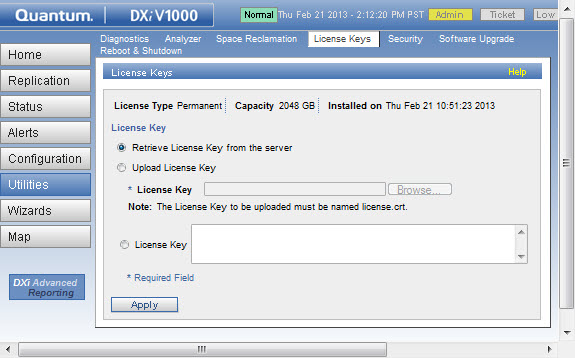 Quantum. DXi V1000 Normal Thu Feb 21 2013 - 2:12:20 PM PST Admin Ticket Low
Diagnostics Analyzer Space Reclamation License Keys Security Software Upgrade
Reboot & Shutdown
Home
Replication
Status
Alerts
Configuration
Utilities
Wizards
Map
DXi Advanced
Reporting
License Keys Help
License Type Permanent Capacity 2048 GB Installed on Thu Feb 21 10:51:23 2013
License Key
Retrieve License Key from the server
Upload License Key
* License Key Browse...
Note: The License Key to be uploaded must be named license.crt.
License Key
* Required Field
Apply